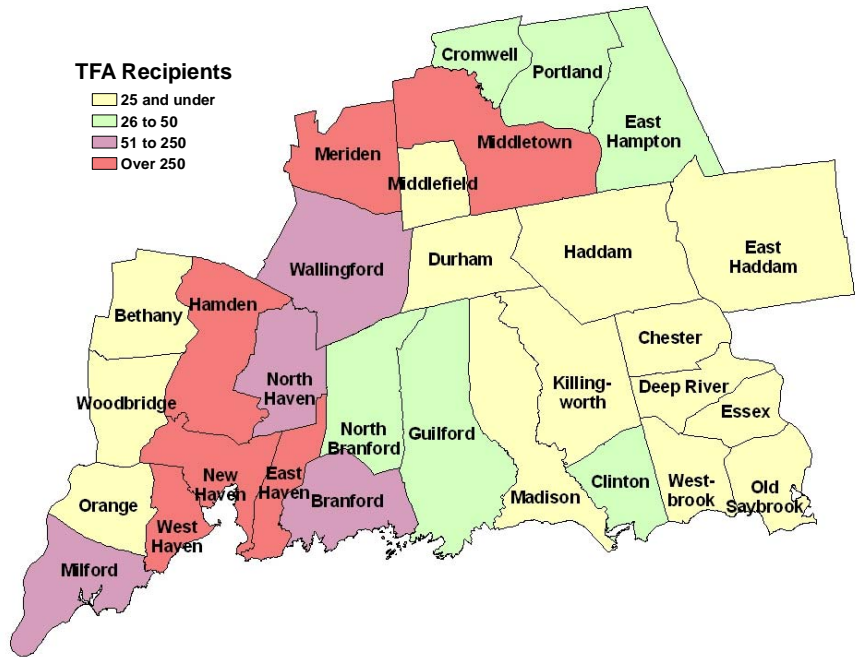 TFA Recipients
25 and under
26 to 50
51 to 250
Over 250
Cromwell
Portland
East
Hampton
Meriden
Middletown
Middlefield
Wallingford
Durham
Haddam
East
Haddam
Bethany
Hamden
Chester
North
Haven
Killing-
worth
Deep River
Woodbridge
Essex
North
Branford
Guilford
Orange
New
Haven
East
Haven
Branford
Madison
Clinton
West-
brook
Old
Saybrook
West
Haven
Milford